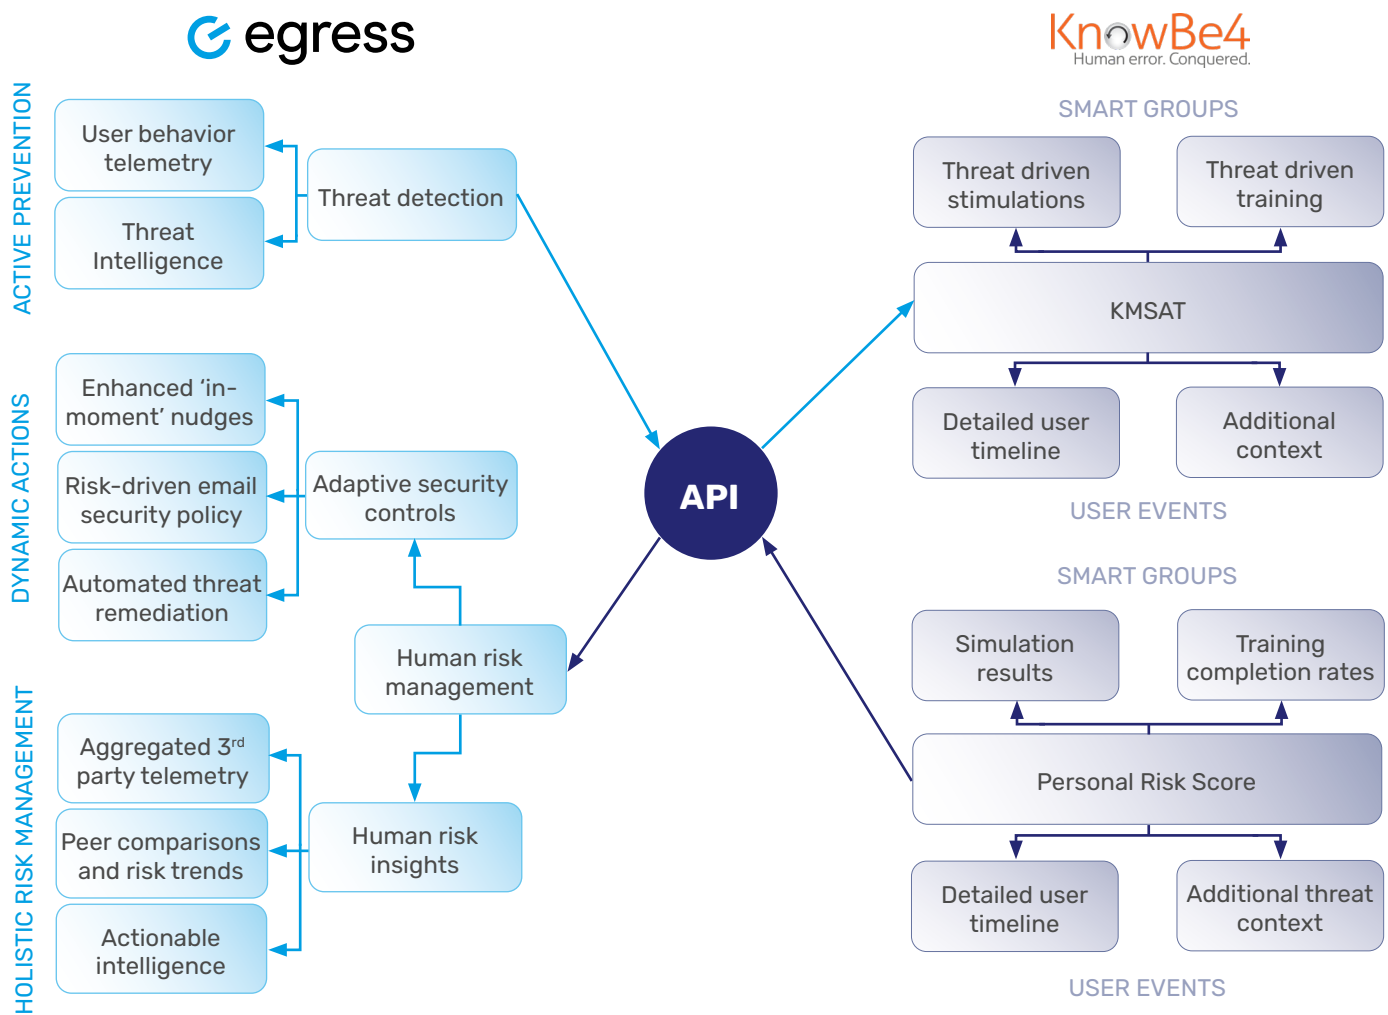 egress
ACTIVE PREVENTION
User behavior
telemetry
Threat
Intelligence
Threat detection
DYNAMIC ACTIONS
Enhanced ‘in-
moment’ nudges
Risk-driven email
security policy
Automated threat
remediation
Adaptive security
controls
Human risk
management
HOLISTIC RISK MANAGEMENT
Aggregated 3rd
party telemetry
Peer comparisons
and risk trends
Actionable
intelligence
Human risk
insights
API
KnowBe4
Human error. Conquered.
SMART GROUPS
Threat driven
stimulations
Threat driven
training
KMSAT
Detailed user
timeline
Additional
context
USER EVENTS
SMART GROUPS
Simulation
results
Training
completion rates
Personal Risk Score
Detailed user
timeline
Additional threat
context
USER EVENTS